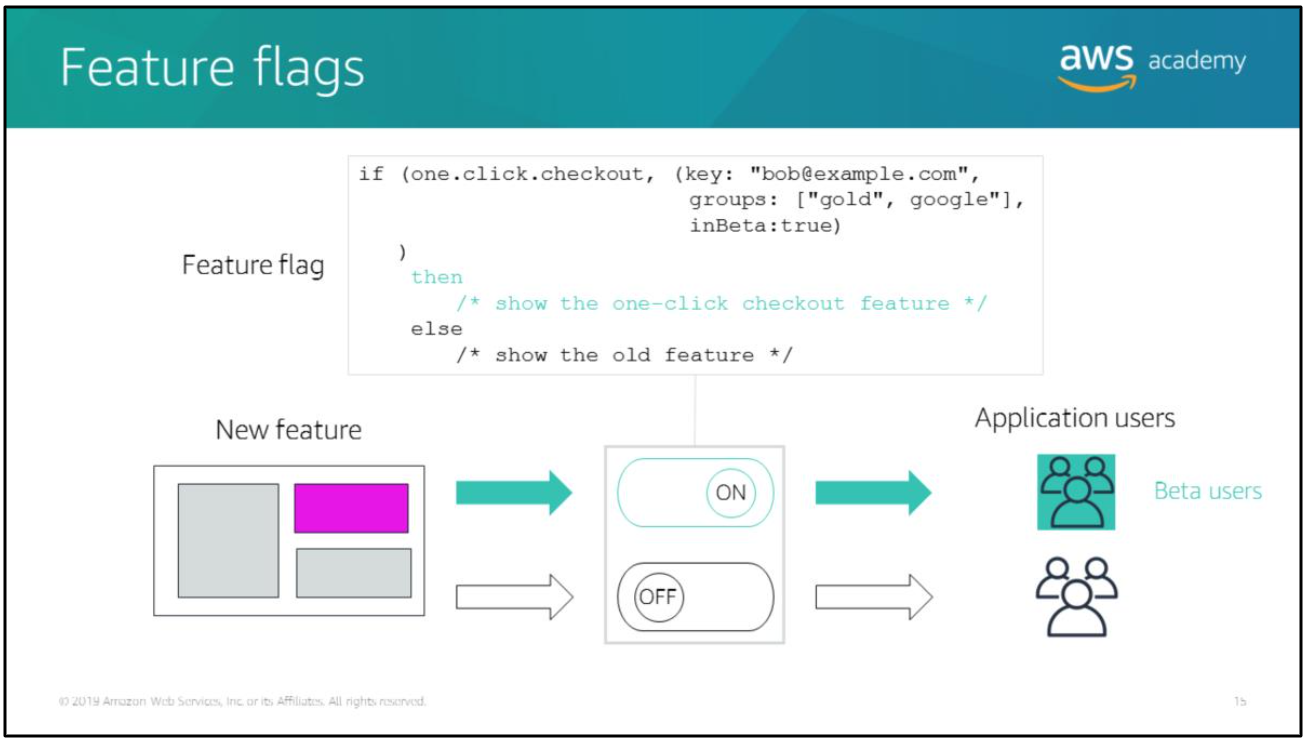 Feature flags
aws academy
if (one.click.checkout, (key: "bob@example.com",
groups: ["gold", google"],
inBeta:true)
)
then
/* show the one-click checkout feature */
else
/* show the old feature */
Feature flag
New feature
Application users
ON
Beta users
OFF
© 2019 Amazon Web Services, Inc. or its Affiliates. All rights reserved.
15